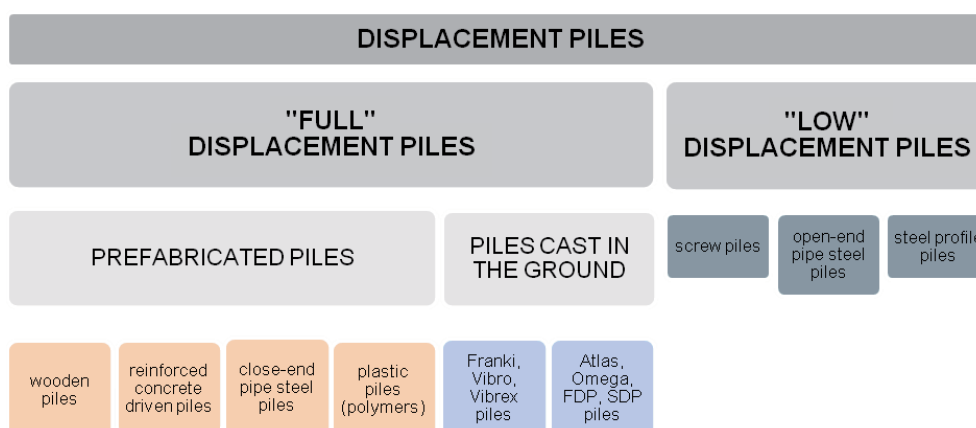 DISPLACEMENT PILES
"FULL"
DISPLACEMENT PILES
"LOW"
DISPLACEMENT PILES
PREFABRICATED PILES
PILES CAST IN
THE GROUND
screw piles
open-end
pipe steel
piles
steel profile
piles
wooden
piles
reinforced
concrete
driven piles
close-end
pipe steel
piles
plastic
piles
(polymers)
Franki,
Vibro,
Vibrex
piles
Atlas,
Omega,
FDP, SDP
piles